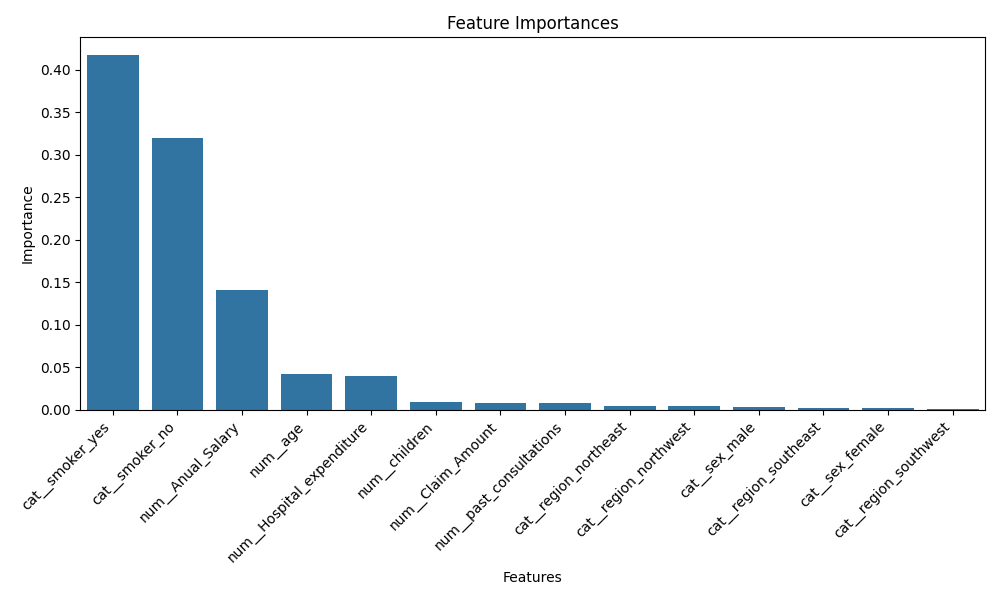 Feature Importances
Importance
0.40
0.35
0.30
0.25
0.20
0.15
0.10
0.05
0.00
cat__smoker_yes
cat__smoker_no
num__Anual_Salary
num__age
num__Hospital_expenditure
num__children
num__Claim_Amount
num__past_consultations
cat__region_northeast
cat__region_northwest
cat__sex_male
cat__region_southeast
cat__sex_female
cat__region_southwest
Features